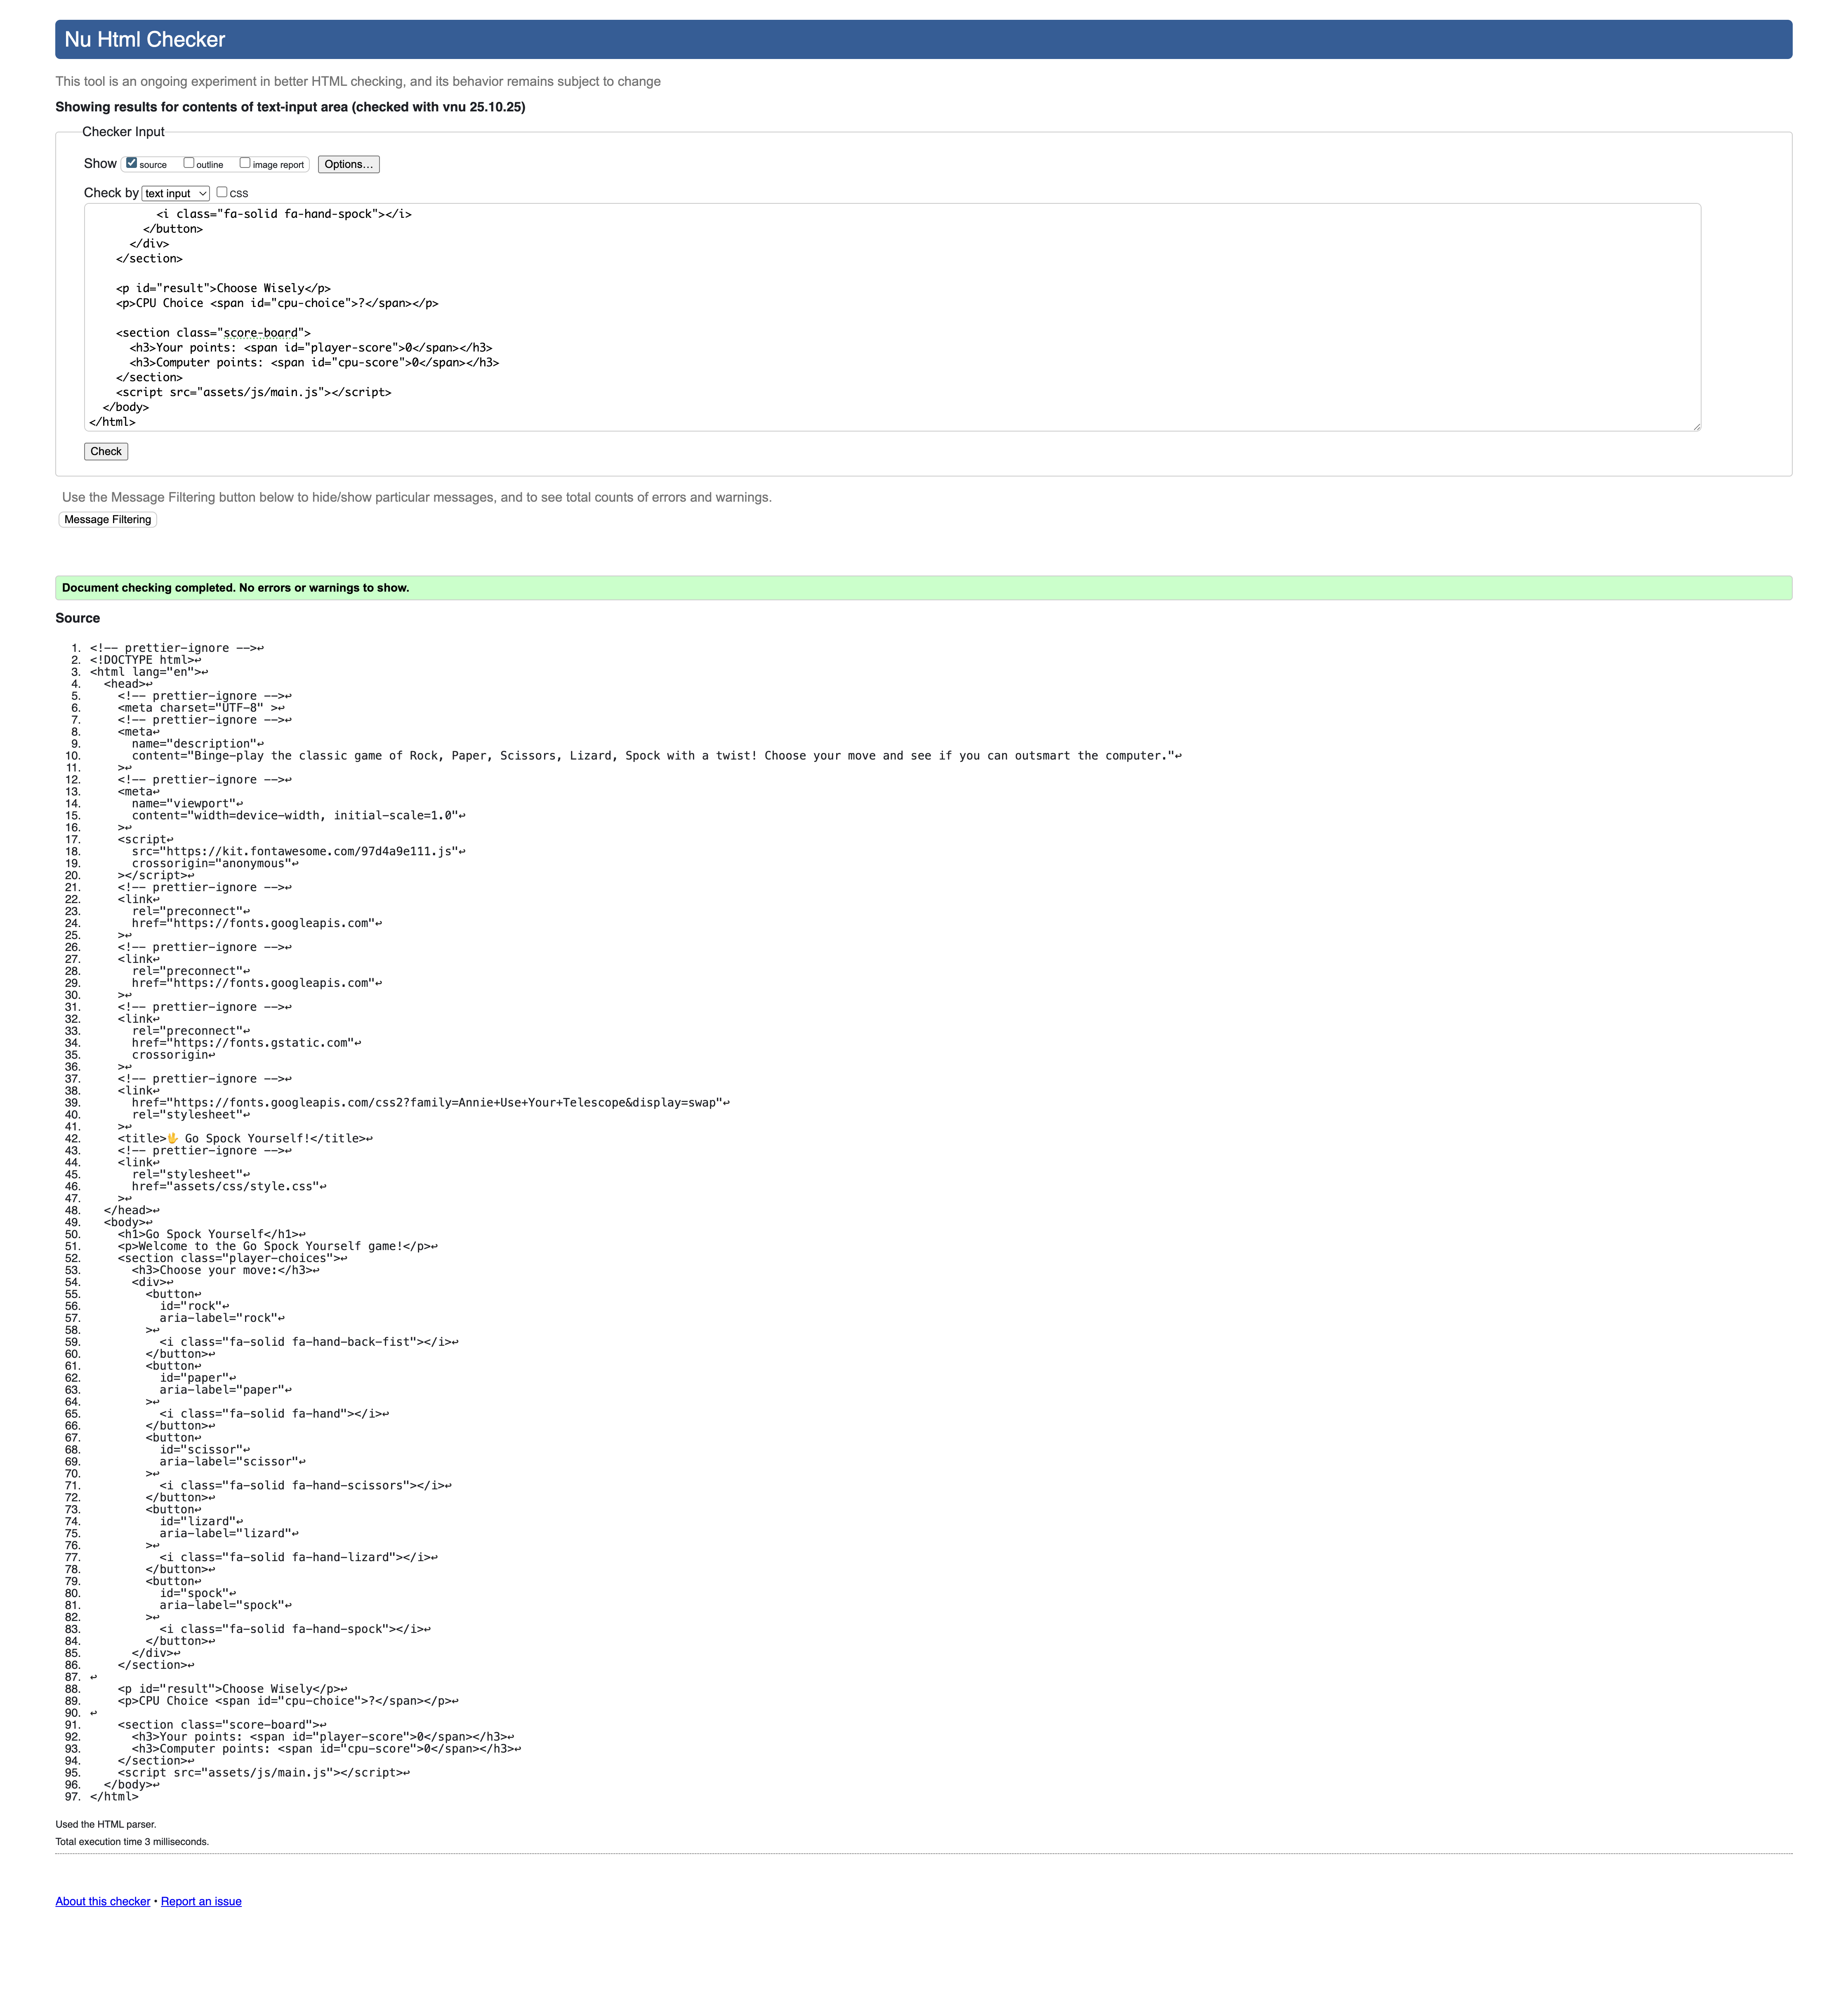 Nu Html Checker
This tool is an ongoing experiment in better HTML checking, and its behavior remains subject to change
Showing results for contents of text-input area (checked with vnu 25.10.25)
Checker Input
Show source outline image report Options...
Check by text input CSS
<i class="fa-solid fa-hand-spock"></i>
</button>
</div>
</section>
<p id="result">Choose Wisely</p>
<p>CPU Choice <span id="cpu-choice">?</span></p>
<section class="score-board">
<h3>Your points: <span id="player-score">0</span></h3>
<h3>Computer points: <span id="cpu-score">0</span></h3>
</section>
<script src="assets/js/main.js"></script>
</body>
</html>
Check
Use the Message Filtering button below to hide/show particular messages, and to see total counts of errors and warnings.
Message Filtering
Document checking completed. No errors or warnings to show.
Source
1. <!-- prettier-ignore -->↩
2. <!DOCTYPE html>↩
3. <html lang="en">↩
4. <head>↩
5. <!-- prettier-ignore -->↩
6. <meta charset="UTF-8" >↩
7. <!-- prettier-ignore -->↩
8. <meta↩
9. name="description"↩
10. content="Binge-play the classic game of Rock, Paper, Scissors, Lizard, Spock with a twist! Choose your move and see if you can outsmart the computer."↩
11. >↩
12. <!-- prettier-ignore -->↩
13. <meta↩
14. name="viewport"↩
15. content="width=device-width, initial-scale=1.0"↩
16. >↩
17. <script↩
18. src="https://kit.fontawesome.com/97d4a9e111.js"↩
19. crossorigin="anonymous"↩
20. ></script>↩
21. <!-- prettier-ignore -->↩
22. <link↩
23. rel="preconnect"↩
24. href="https://fonts.googleapis.com"↩
25. >↩
26. <!-- prettier-ignore -->↩
27. <link↩
28. rel="preconnect"↩
29. href="https://fonts.googleapis.com"↩
30. >↩
31. <!-- prettier-ignore -->↩
32. <link↩
33. rel="preconnect"↩
34. href="https://fonts.gstatic.com"↩
35. crossorigin↩
36. >↩
37. <!-- prettier-ignore -->↩
38. <link↩
39. href="https://fonts.googleapis.com/css2?family=Annie+Use+Your+Telescope&display=swap"↩
40. rel="stylesheet"↩
41. >↩
42. <title>🖖 Go Spock Yourself!</title>↩
43. <!-- prettier-ignore -->↩
44. <link↩
45. rel="stylesheet"↩
46. href="assets/css/style.css"↩
47. >↩
48. </head>↩
49. <body>↩
50. <h1>Go Spock Yourself</h1>↩
51. <p>Welcome to the Go Spock Yourself game!</p>↩
52. <section class="player-choices">↩
53. <h3>Choose your move:</h3>↩
54. <div>↩
55. <button↩
56. id="rock"↩
57. aria-label="rock"↩
58. >↩
59. <i class="fa-solid fa-hand-back-fist"></i>↩
60. </button>↩
61. <button↩
62. id="paper"↩
63. aria-label="paper"↩
64. >↩
65. <i class="fa-solid fa-hand"></i>↩
66. </button>↩
67. <button↩
68. id="scissor"↩
69. aria-label="scissor"↩
70. >↩
71. <i class="fa-solid fa-hand-scissors"></i>↩
72. </button>↩
73. <button↩
74. id="lizard"↩
75. aria-label="lizard"↩
76. >↩
77. <i class="fa-solid fa-hand-lizard"></i>↩
78. </button>↩
79. <button↩
80. id="spock"↩
81. aria-label="spock"↩
82. >↩
83. <i class="fa-solid fa-hand-spock"></i>↩
84. </button>↩
85. </div>↩
86. </section>↩
87. ↩
88. <p id="result">Choose Wisely</p>↩
89. <p>CPU Choice <span id="cpu-choice">?</span></p>↩
90. ↩
91. <section class="score-board">↩
92. <h3>Your points: <span id="player-score">0</span></h3>↩
93. <h3>Computer points: <span id="cpu-score">0</span></h3>↩
94. </section>↩
95. <script src="assets/js/main.js"></script>↩
96. </body>↩
97. </html>
Used the HTML parser.
Total execution time 3 milliseconds.
About this checker • Report an issue